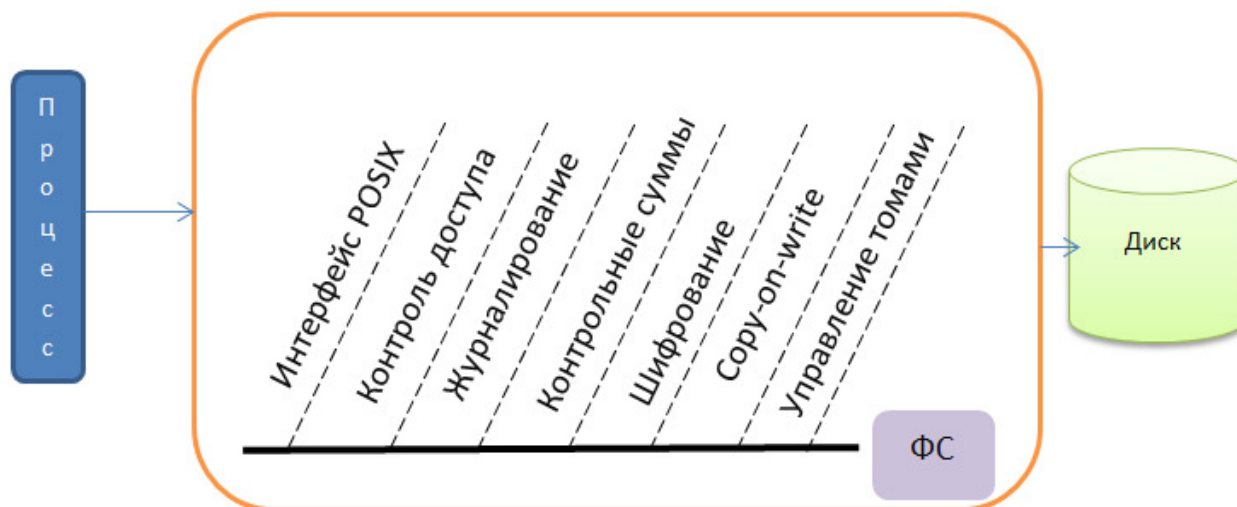 Процесс
Интерфейс POSIX
Контроль доступа
Журналирование
Контрольные суммы
Шифрование
Copy-on-write
Управление томами
ФС
Диск